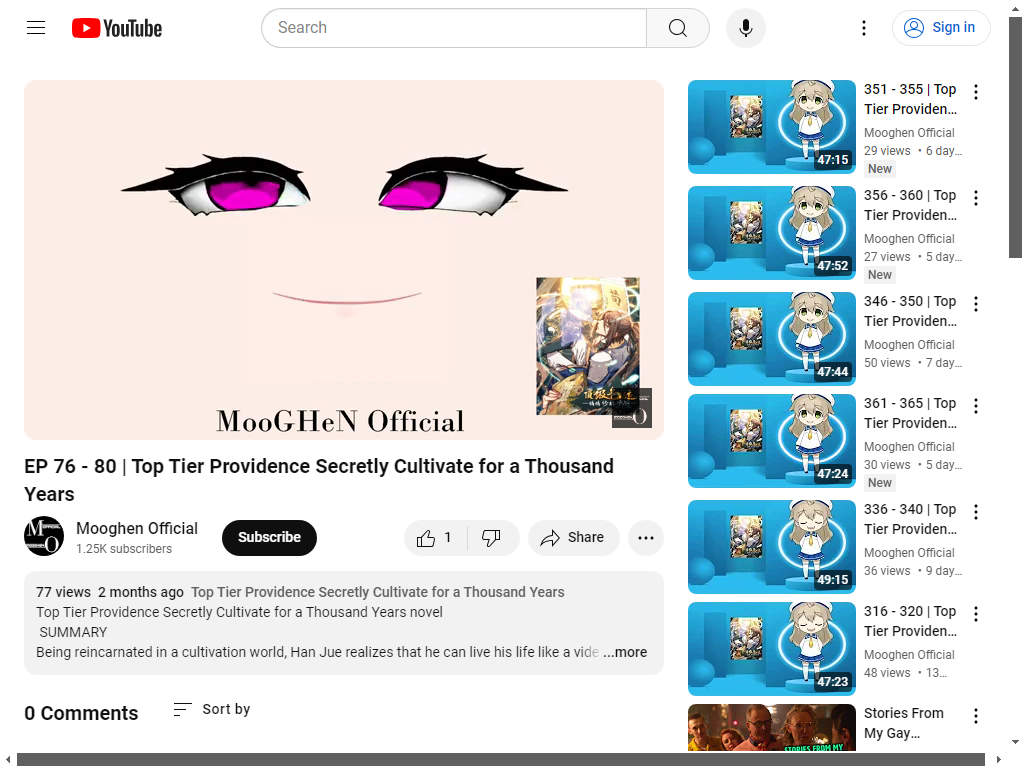 YouTube
Search
Sign in
MooGHeN Official
EP 76 - 80 | Top Tier Providence Secretly Cultivate for a Thousand
Years
Mooghen Official
1.25K subscribers
Subscribe
1
Share
77 views 2 months ago Top Tier Providence Secretly Cultivate for a Thousand Years
Top Tier Providence Secretly Cultivate for a Thousand Years novel
SUMMARY
Being reincarnated in a cultivation world, Han Jue realizes that he can live his life like a vide ...more
0 Comments
Sort by
47:15
351 - 355 | Top
Tier Providen...
Mooghen Official
29 views • 6 day...
New
47:52
356 - 360 | Top
Tier Providen...
Mooghen Official
27 views • 5 day...
New
47:44
346 - 350 | Top
Tier Providen...
Mooghen Official
50 views • 7 day...
47:24
361 - 365 | Top
Tier Providen...
Mooghen Official
30 views • 5 day...
New
49:15
336 - 340 | Top
Tier Providen...
Mooghen Official
36 views • 9 day...
47:23
316 - 320 | Top
Tier Providen...
Mooghen Official
48 views • 13...
STORIES FROM MY
Stories From
My Gay...